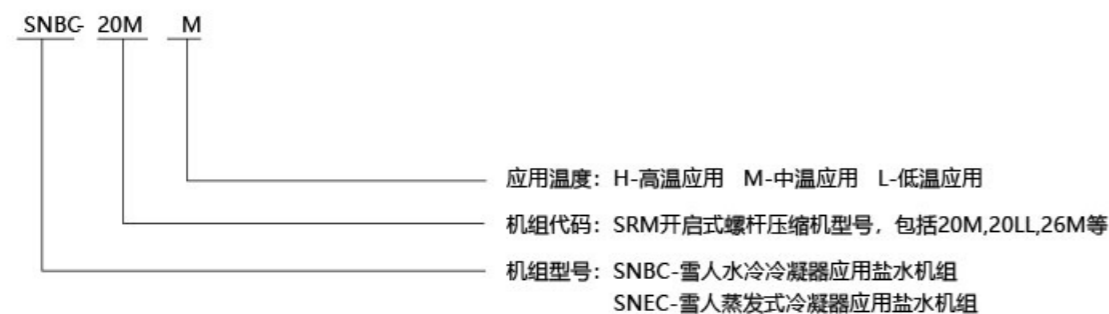 SNBC- 20M M
应用温度：H-高温应用 M-中温应用 L-低温应用
机组代码：SRM开启式螺杆压缩机型号，包括20M,20LL,26M等
机组型号：SNBC-雪人水冷冷凝器应用盐水机组
SNEC-雪人蒸发式冷凝器应用盐水机组